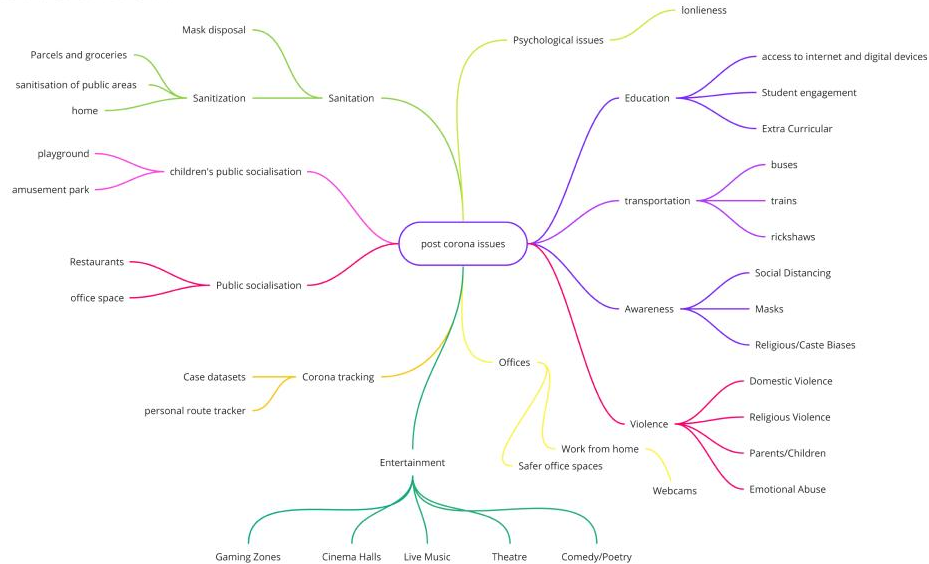 post corona issues
Psychological issues
lonlieness
Education
access to internet and digital devices
Student engagement
Extra Curricular
transportation
buses
trains
rickshaws
Awareness
Social Distancing
Masks
Religious/Caste Biases
Violence
Domestic Violence
Religious Violence
Parents/Children
Emotional Abuse
Offices
Work from home
Webcams
Safer office spaces
Entertainment
Gaming Zones
Cinema Halls
Live Music
Theatre
Comedy/Poetry
Corona tracking
Case datasets
personal route tracker
Public socialisation
Restaurants
office space
children's public socialisation
playground
amusement park
Sanitation
Mask disposal
Sanitization
Parcels and groceries
sanitisation of public areas
home